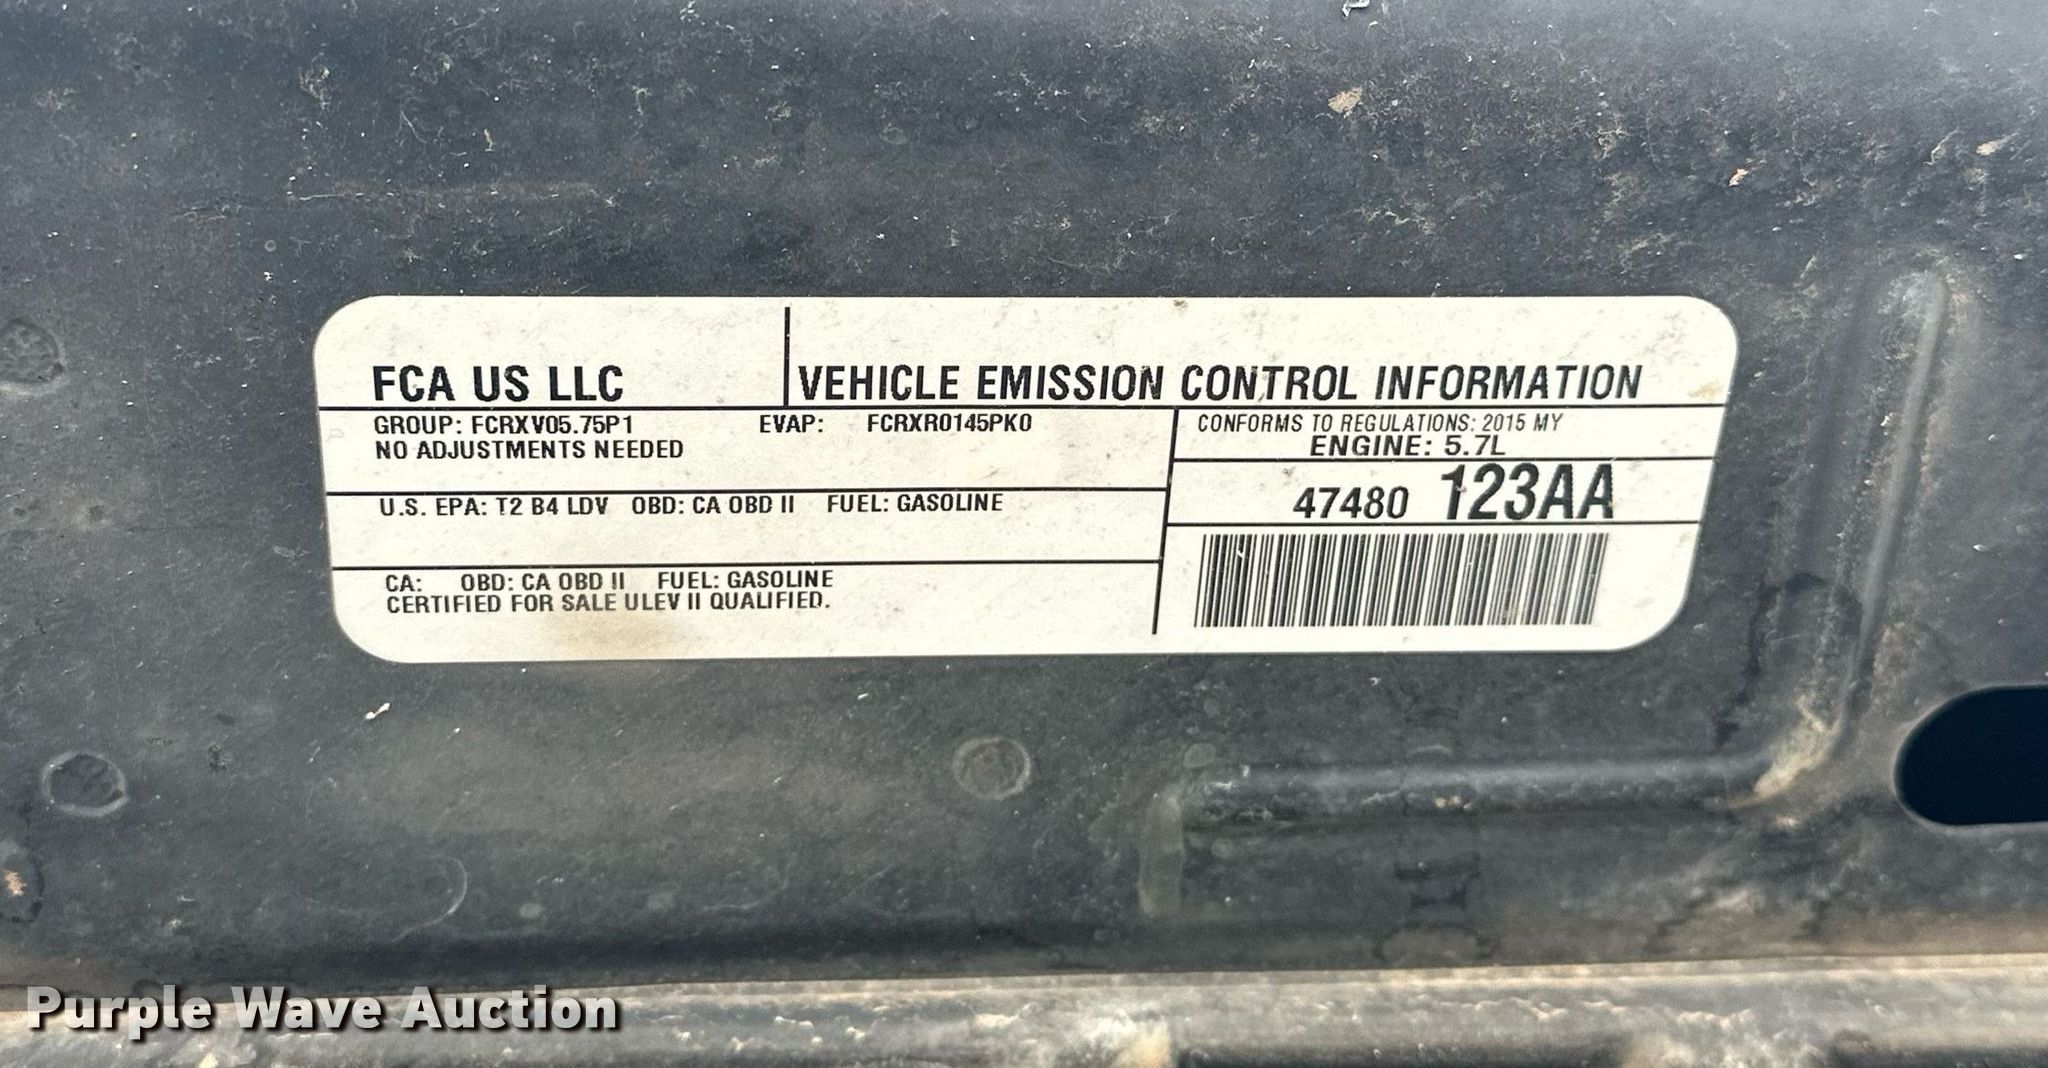 FCA US LLC
VEHICLE EMISSION CONTROL INFORMATION
GROUP: FCRXV05.75P1 EVAP: FCRXR0145PK0
NO ADJUSTMENTS NEEDED
CONFORMS TO REGULATIONS: 2015 MY
ENGINE: 5.7L
47480 123AA
U.S. EPA: T2 B4 LDV OBD: CA OBD II FUEL: GASOLINE
CA: OBD: CA OBD II FUEL: GASOLINE
CERTIFIED FOR SALE ULEV II QUALIFIED.
Purple Wave Auction